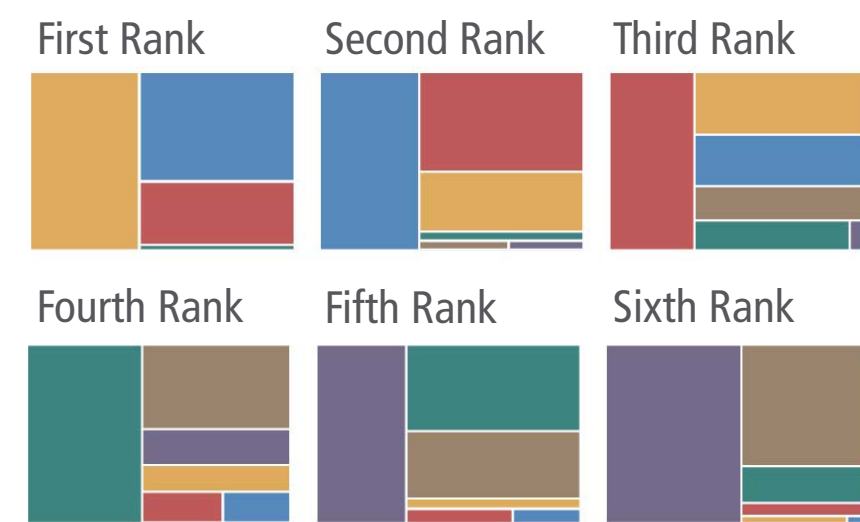 First Rank
Second Rank
Third Rank
Fourth Rank
Fifth Rank
Sixth Rank